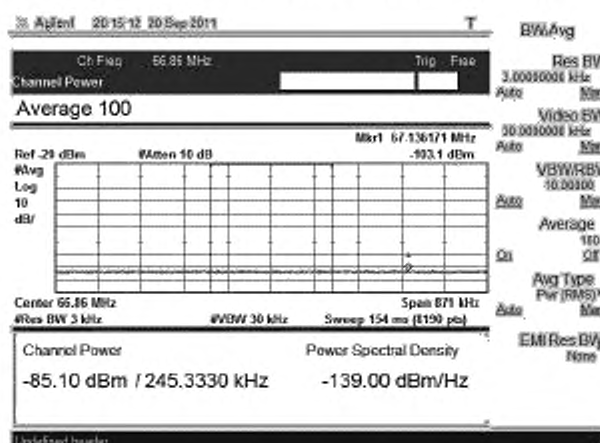 Agilent 20:15:12 20 Sep 2011 T
Ch Freq 66.86 MHz Trig Free
Channel Power
Average 100
Mkr1 67.136171 MHz
Ref -29 dBm #Atten 10 dB -103.1 dBm
#Avg
Log
10
dB/
Center 66.86 MHz Span 871 kHz
#Res BW 3 kHz #VBW 30 kHz Sweep 154 ms (8190 pts)
Channel Power Power Spectral Density
-85.10 dBm / 245.3330 kHz -139.00 dBm/Hz
Undefined header
BW/Avg
Res BW
3.00000000 kHz
Auto Man
Video BW
30.0000000 kHz
Auto Man
VBW/RBW
10.00000
Auto Man
Average
100
On Off
Avg Type
Pwr (RMS)
Auto Man
EMI Res BW
None